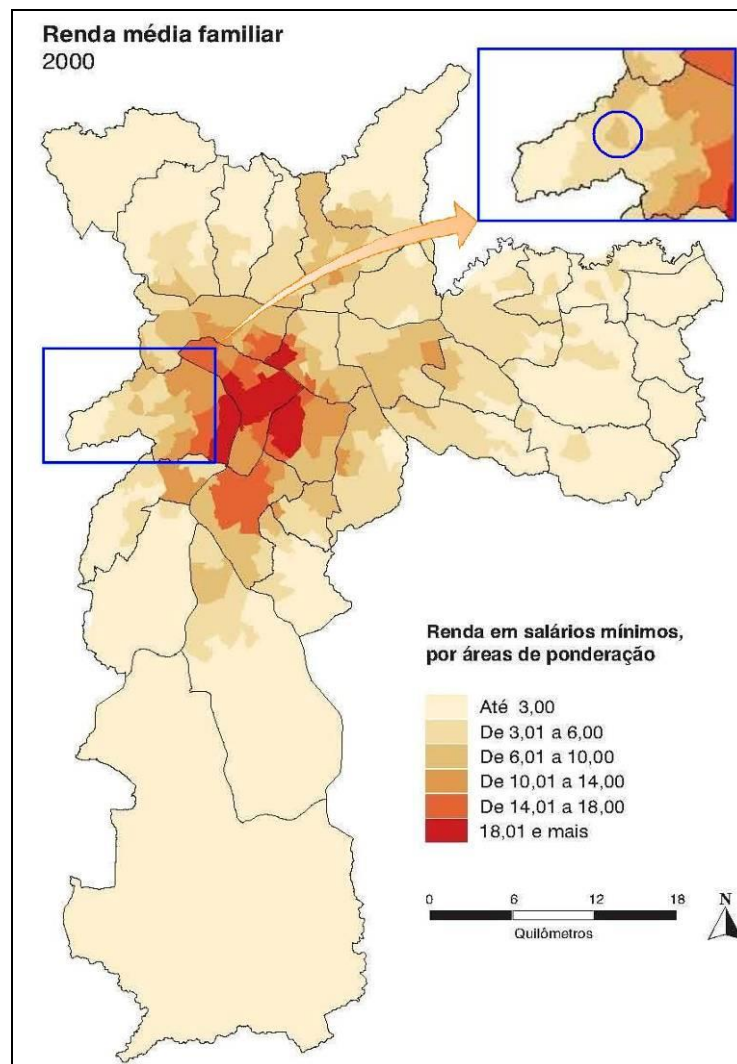 Renda média familiar
2000
Renda em salários mínimos,
por áreas de ponderação
Até 3,00
De 3,01 a 6,00
De 6,01 a 10,00
De 10,01 a 14,00
De 14,01 a 18,00
18,01 e mais
0 6 12 18
Quilômetros
N